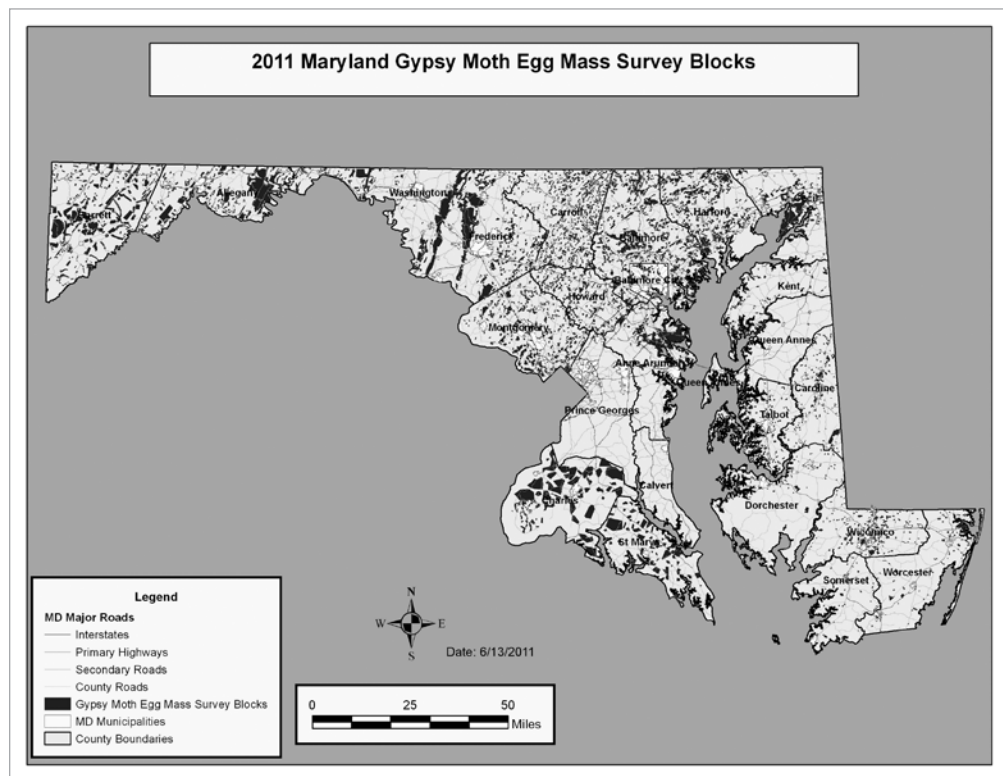 2011 Maryland Gypsy Moth Egg Mass Survey Blocks
Allegany
Washington
Garrett
Frederick
Carroll
Baltimore
Harford
Baltimore City
Kent
Howard
Montgomery
Queen Annes
Anne Arundel
Queen Annes
Caroline
Prince Georges
Talbot
Calvert
Charles
Dorchester
St Marys
Wicomico
Somerset
Worcester
Legend
MD Major Roads
Interstates
Primary Highways
Secondary Roads
County Roads
Gypsy Moth Egg Mass Survey Blocks
MD Municipalities
County Boundaries
N
W E
S
Date: 6/13/2011
0 25 50
Miles